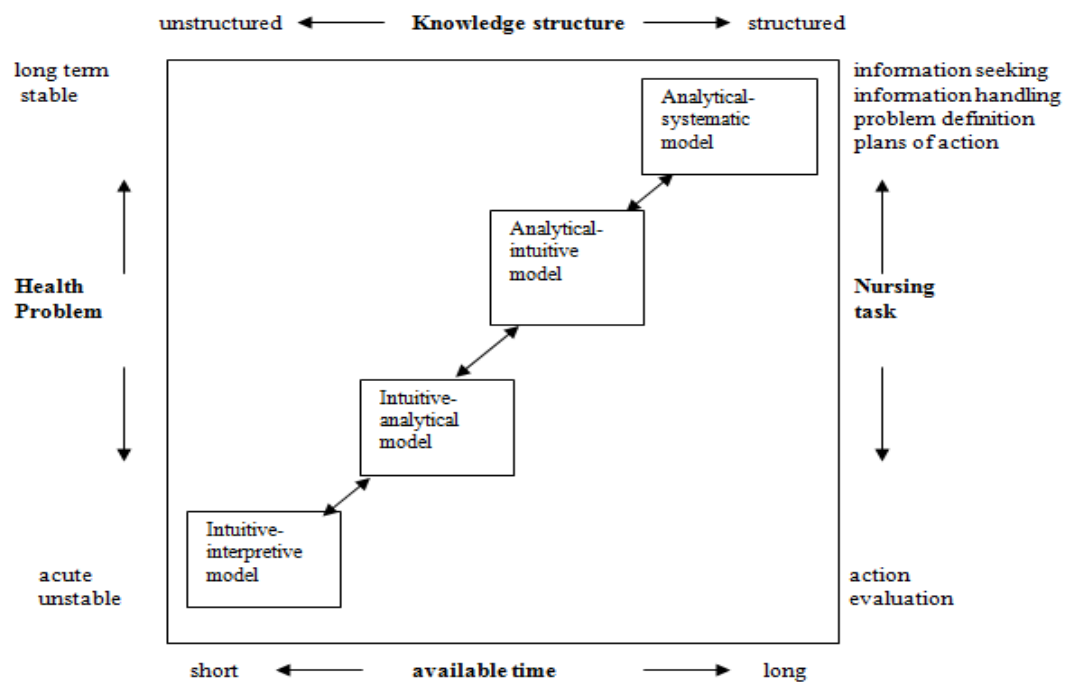 unstructured Knowledge structure structured
long term
stable
information seeking
information handling
problem definition
plans of action
Analytical-
systematic
model
Analytical-
intuitive
model
Health
Problem
Nursing
task
Intuitive-
analytical
model
Intuitive-
interpretive
model
acute
unstable
action
evaluation
short available time long